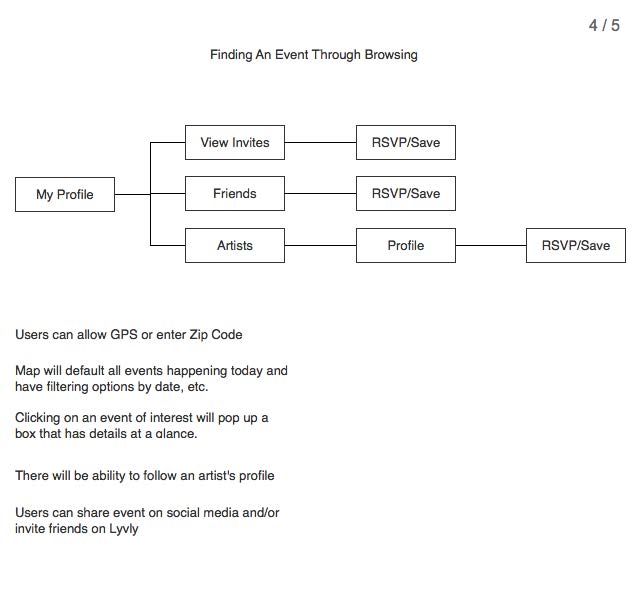 4 / 5
Finding An Event Through Browsing
View Invites
RSVP/Save
My Profile
Friends
RSVP/Save
Artists
Profile
RSVP/Save
Users can allow GPS or enter Zip Code
Map will default all events happening today and
have filtering options by date, etc.
Clicking on an event of interest will pop up a
box that has details at a glance.
There will be ability to follow an artist's profile
Users can share event on social media and/or
invite friends on Lyvly